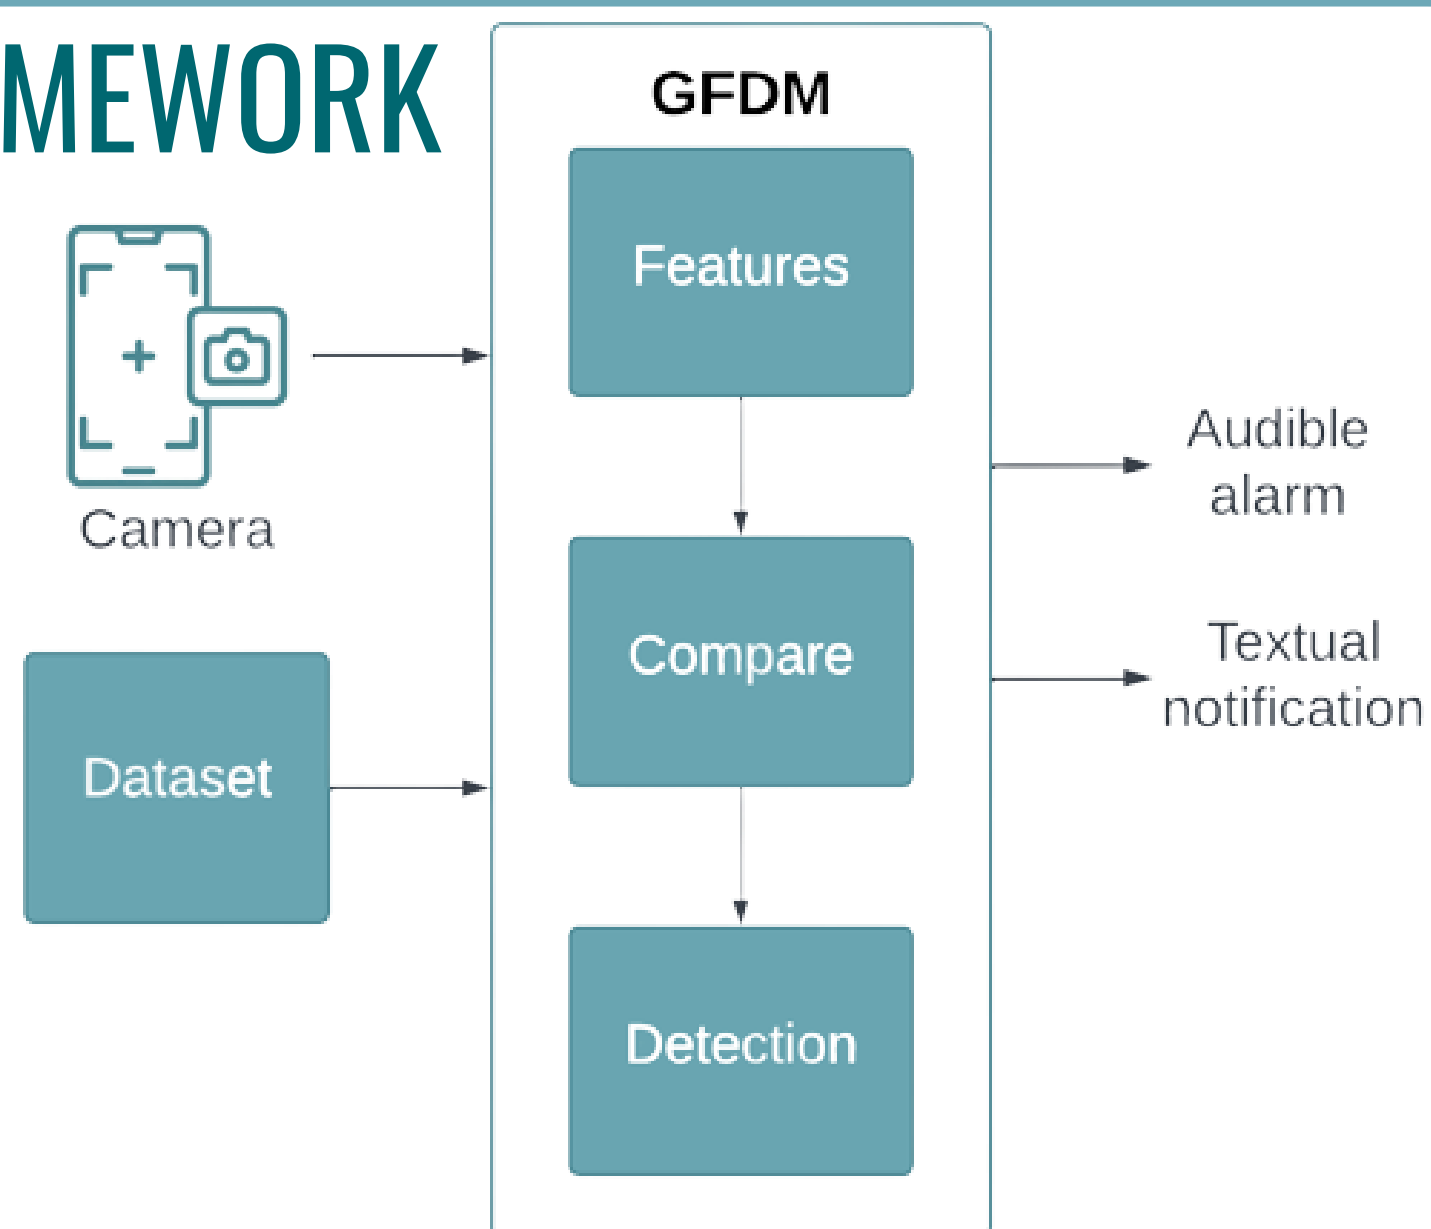 MEWORK
GFDM
Features
Camera
Audible
alarm
Compare
Textual
notification
Dataset
Detection